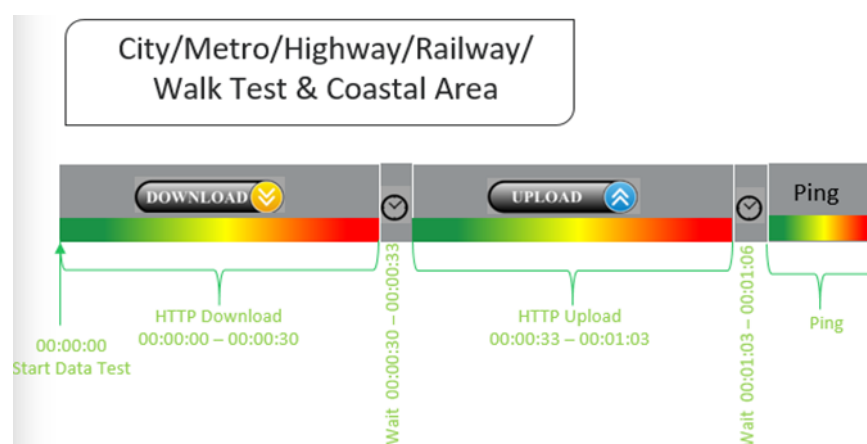 City/Metro/Highway/Railway/
Walk Test & Coastal Area
DOWNLOAD
UPLOAD
Ping
HTTP Download
00:00:00 – 00:00:30
00:00:00
Start Data Test
Wait 00:00:30 – 00:00:33
HTTP Upload
00:00:33 – 00:01:03
Wait 00:01:03 – 00:01:06
Ping